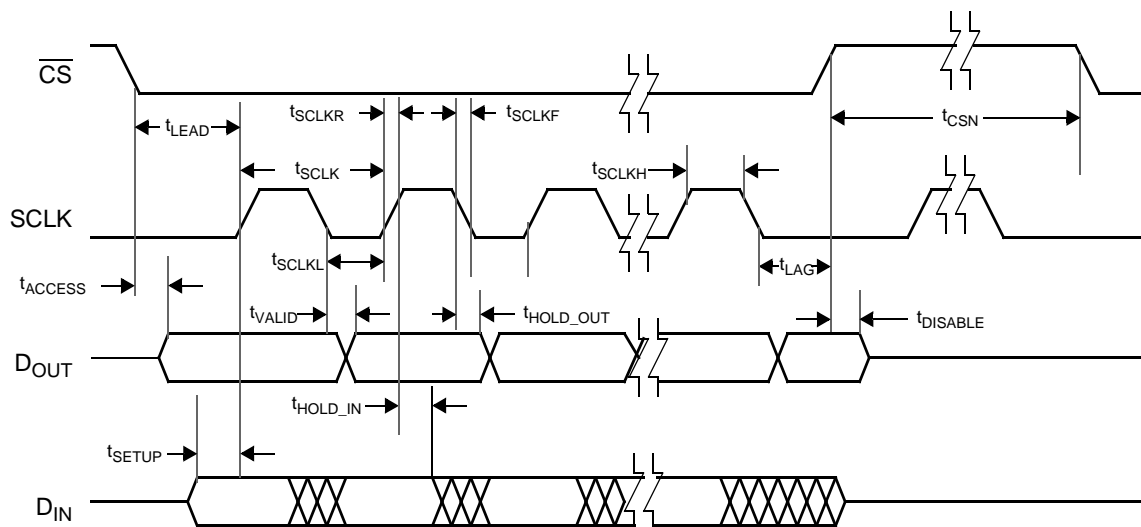 CS
tLEAD
tSCLKR
tSCLKF
tCSN
tSCLK
tSCLKH
SCLK
tSCLKL
tLAG
tACCESS
tVALID
tHOLD_OUT
tDISABLE
DOUT
tHOLD_IN
tSETUP
DIN